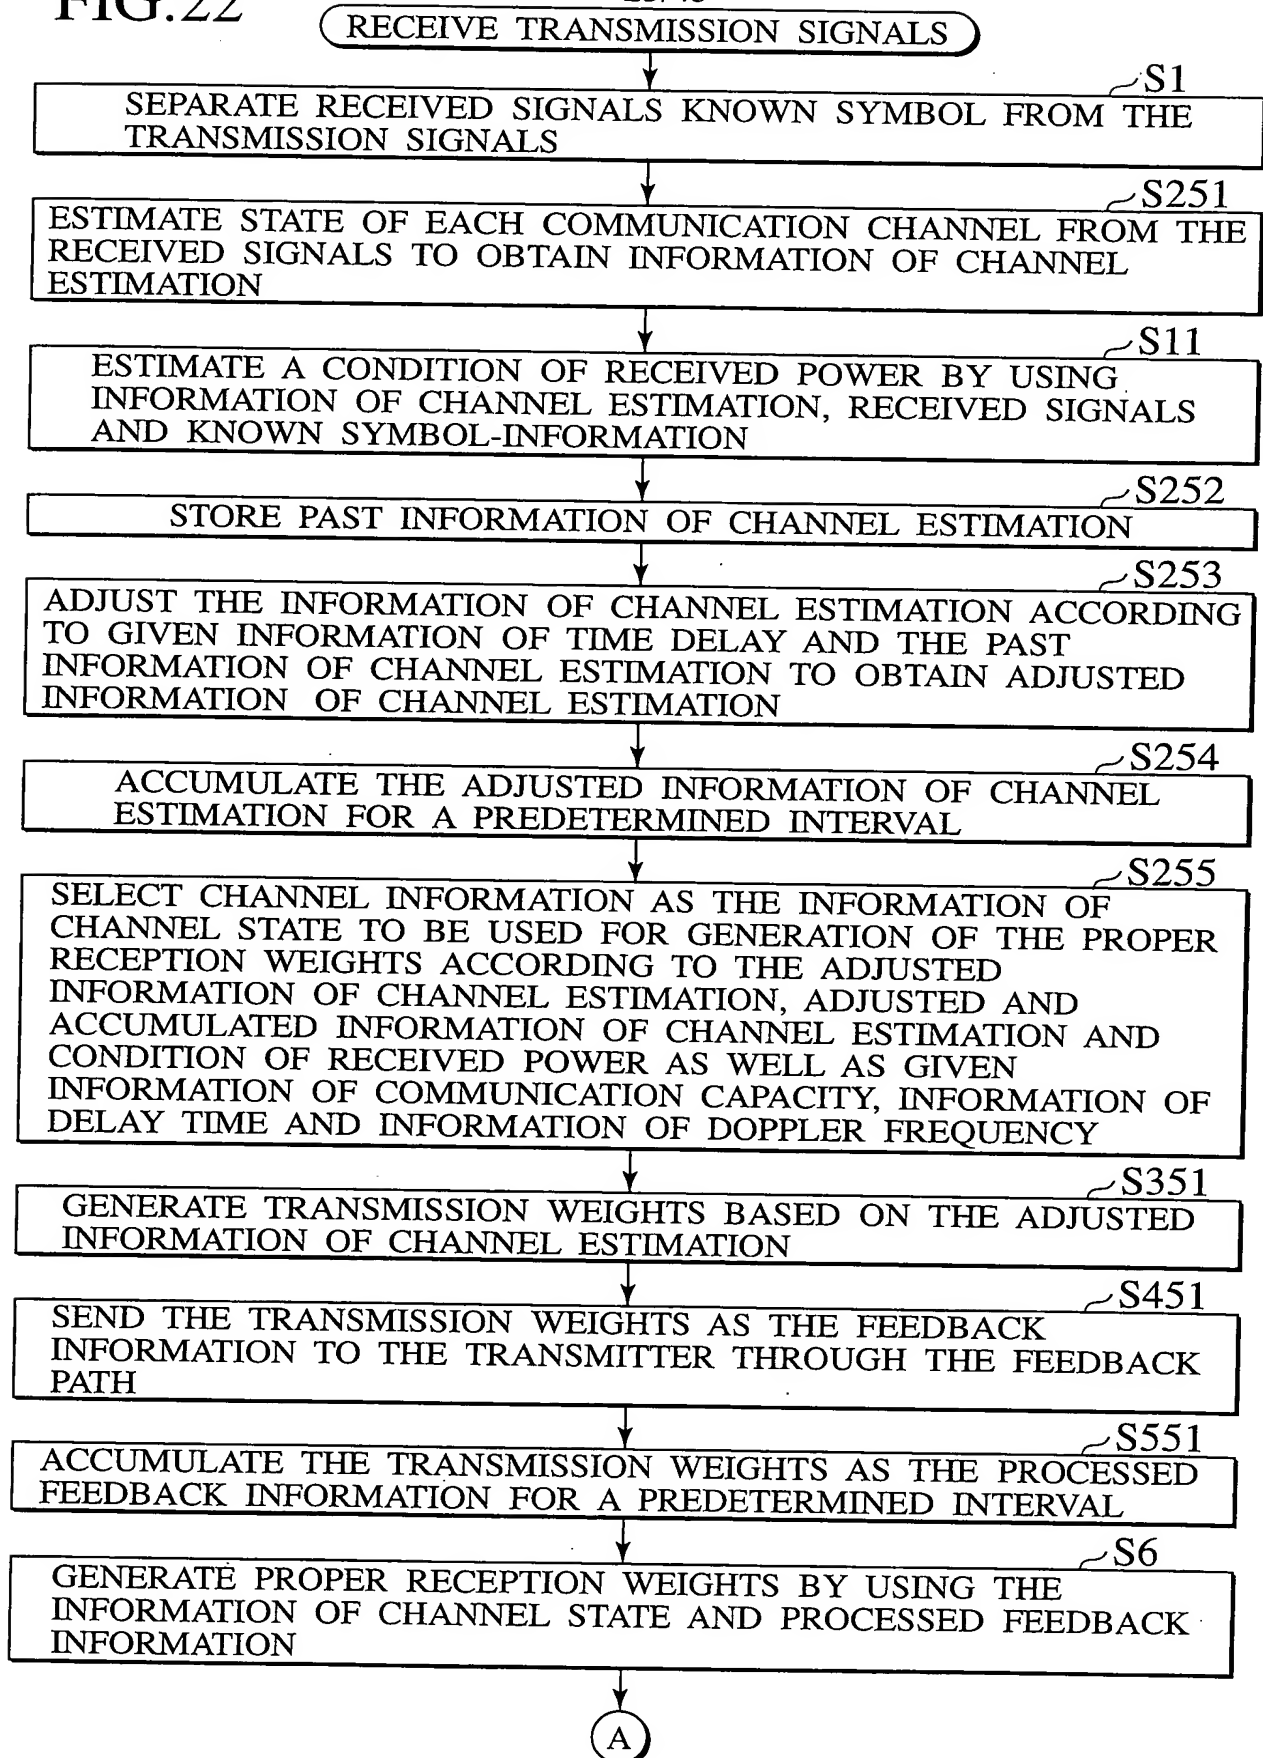 FIG.22
RECEIVE TRANSMISSION SIGNALS
S1
SEPARATE RECEIVED SIGNALS KNOWN SYMBOL FROM THE
TRANSMISSION SIGNALS
S251
ESTIMATE STATE OF EACH COMMUNICATION CHANNEL FROM THE
RECEIVED SIGNALS TO OBTAIN INFORMATION OF CHANNEL
ESTIMATION
S11
ESTIMATE A CONDITION OF RECEIVED POWER BY USING
INFORMATION OF CHANNEL ESTIMATION, RECEIVED SIGNALS
AND KNOWN SYMBOL-INFORMATION
S252
STORE PAST INFORMATION OF CHANNEL ESTIMATION
S253
ADJUST THE INFORMATION OF CHANNEL ESTIMATION ACCORDING
TO GIVEN INFORMATION OF TIME DELAY AND THE PAST
INFORMATION OF CHANNEL ESTIMATION TO OBTAIN ADJUSTED
INFORMATION OF CHANNEL ESTIMATION
S254
ACCUMULATE THE ADJUSTED INFORMATION OF CHANNEL
ESTIMATION FOR A PREDETERMINED INTERVAL
S255
SELECT CHANNEL INFORMATION AS THE INFORMATION OF
CHANNEL STATE TO BE USED FOR GENERATION OF THE PROPER
RECEPTION WEIGHTS ACCORDING TO THE ADJUSTED
INFORMATION OF CHANNEL ESTIMATION, ADJUSTED AND
ACCUMULATED INFORMATION OF CHANNEL ESTIMATION AND
CONDITION OF RECEIVED POWER AS WELL AS GIVEN
INFORMATION OF COMMUNICATION CAPACITY, INFORMATION OF
DELAY TIME AND INFORMATION OF DOPPLER FREQUENCY
S351
GENERATE TRANSMISSION WEIGHTS BASED ON THE ADJUSTED
INFORMATION OF CHANNEL ESTIMATION
S451
SEND THE TRANSMISSION WEIGHTS AS THE FEEDBACK
INFORMATION TO THE TRANSMITTER THROUGH THE FEEDBACK
PATH
S551
ACCUMULATE THE TRANSMISSION WEIGHTS AS THE PROCESSED
FEEDBACK INFORMATION FOR A PREDETERMINED INTERVAL
S6
GENERATE PROPER RECEPTION WEIGHTS BY USING THE
INFORMATION OF CHANNEL STATE AND PROCESSED FEEDBACK
INFORMATION
A